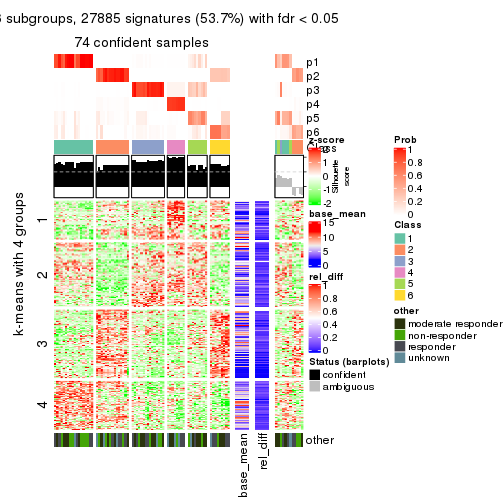 6 subgroups, 27885 signatures (53.7%) with fdr < 0.05
74 confident samples
p1
p2
p3
p4
p5
p6
Class
Silhouette
score
k-means with 4 groups
1
2
3
4
other
base_mean
rel_diff
z-score
2
1
0
-1
-2
base_mean
15
10
5
0
rel_diff
1
0.8
0.6
0.4
0.2
0
Status (barplots)
confident
ambiguous
Prob
1
0.8
0.6
0.4
0.2
0
Class
1
2
3
4
5
6
other
moderate responder
non-responder
responder
unknown